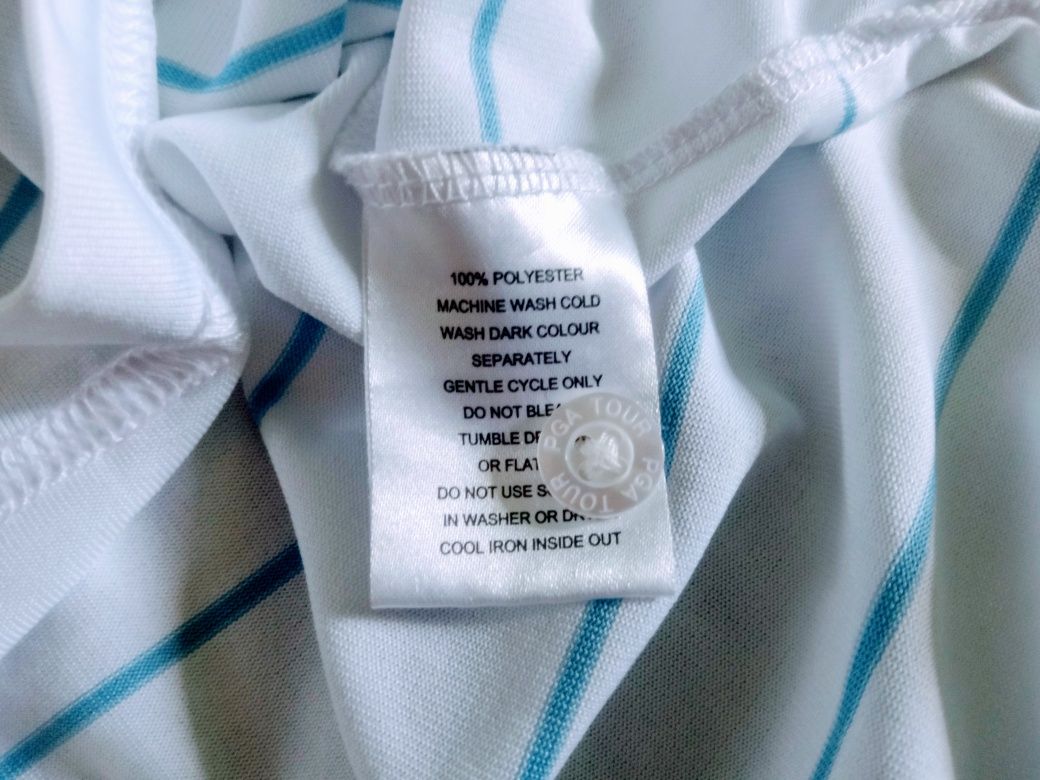 100% POLYESTER
MACHINE WASH COLD
WASH DARK COLOUR
SEPARATELY
GENTLE CYCLE ONLY
DO NOT
TUMBLE
OR FLAT
DO NOT USE
IN WASHER OR
COOL IRON INSIDE OUT
PGA TOUR PGA TOUR